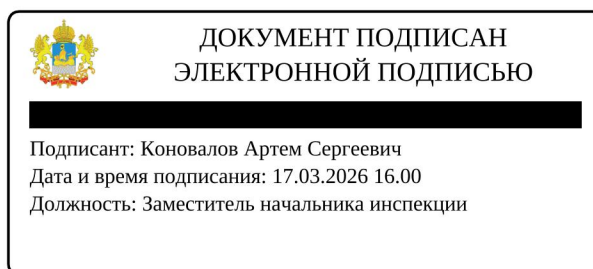 ДОКУМЕНТ ПОДПИСАН
ЭЛЕКТРОННОЙ ПОДПИСЬЮ
Подписант: Коновалов Артем Сергеевич
Дата и время подписания: 17.03.2026 16.00
Должность: Заместитель начальника инспекции